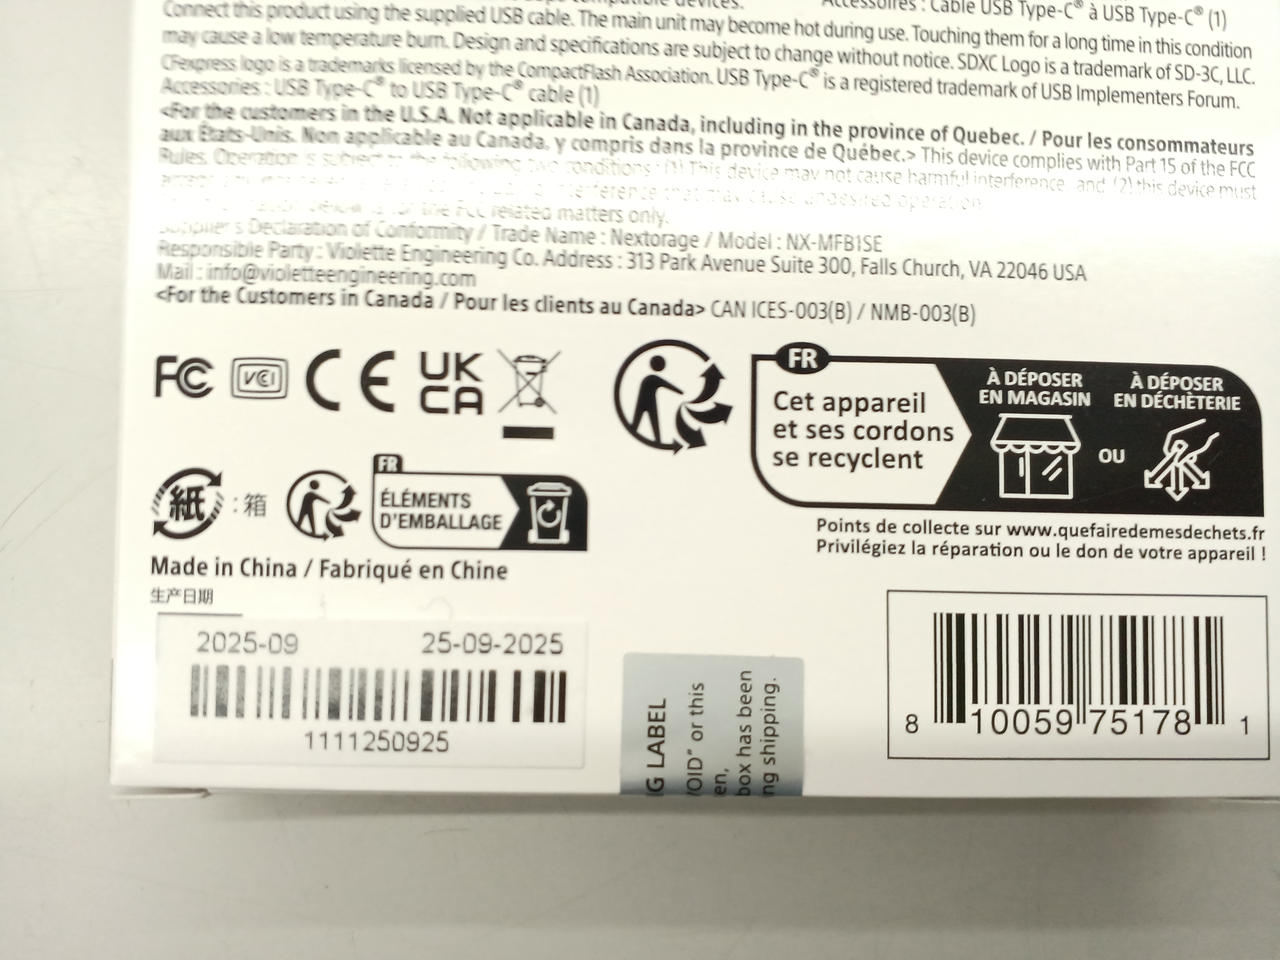 compatible devices.
Accessoires : Câble USB Type-C® à USB Type-C® (1)
Connect this product using the supplied USB cable. The main unit may become hot during use. Touching them for a long time in this condition
may cause a low temperature burn. Design and specifications are subject to change without notice. SDXC Logo is a trademark of SD-3C, LLC.
CFexpress logo is a trademarks licensed by the CompactFlash Association. USB Type-C® is a registered trademark of USB Implementers Forum.
Accessories : USB Type-C® to USB Type-C® cable (1)
<For the customers in the U.S.A. Not applicable in Canada, including in the province of Quebec. / Pour les consommateurs
aux États-Unis. Non applicable au Canada, y compris dans la province de Québec.> This device complies with Part 15 of the FCC
Rules. Operation is subject to the following two conditions : (1) This device may not cause harmful interference, and (2) this device must
interference that may cause undesired operation.
the FCC related matters only.
Supplier's Declaration of Conformity / Trade Name : Nextorage / Model : NX-MFB1SE
Responsible Party : Violette Engineering Co. Address : 313 Park Avenue Suite 300, Falls Church, VA 22046 USA
Mail : info@violetteengineering.com
<For the Customers in Canada / Pour les clients au Canada> CAN ICES-003(B) / NMB-003(B)
FC VCI CE UK CA
FR
Cet appareil
et ses cordons
se recyclent
À DÉPOSER
EN MAGASIN
OU
À DÉPOSER
EN DÉCHÈTERIE
Points de collecte sur www.quefairedemesdechets.fr
Privilégiez la réparation ou le don de votre appareil !
紙 : 箱
FR
ÉLÉMENTS
D'EMBALLAGE
Made in China / Fabriqué en Chine
生产日期
2025-09 25-09-2025
1111250925
G LABEL
VOID" or this
en,
box has been
ng shipping.
8 10059 75178 1